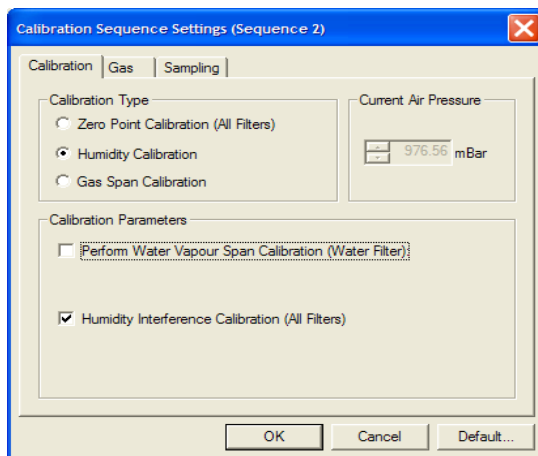 Calibration Sequence Settings (Sequence 2)
Calibration Gas Sampling
Calibration Type
Zero Point Calibration (All Filters)
Humidity Calibration
Gas Span Calibration
Current Air Pressure
976.56 mBar
Calibration Parameters
Perform Water Vapour Span Calibration (Water Filter)
Humidity Interference Calibration (All Filters)
OK Cancel Default...